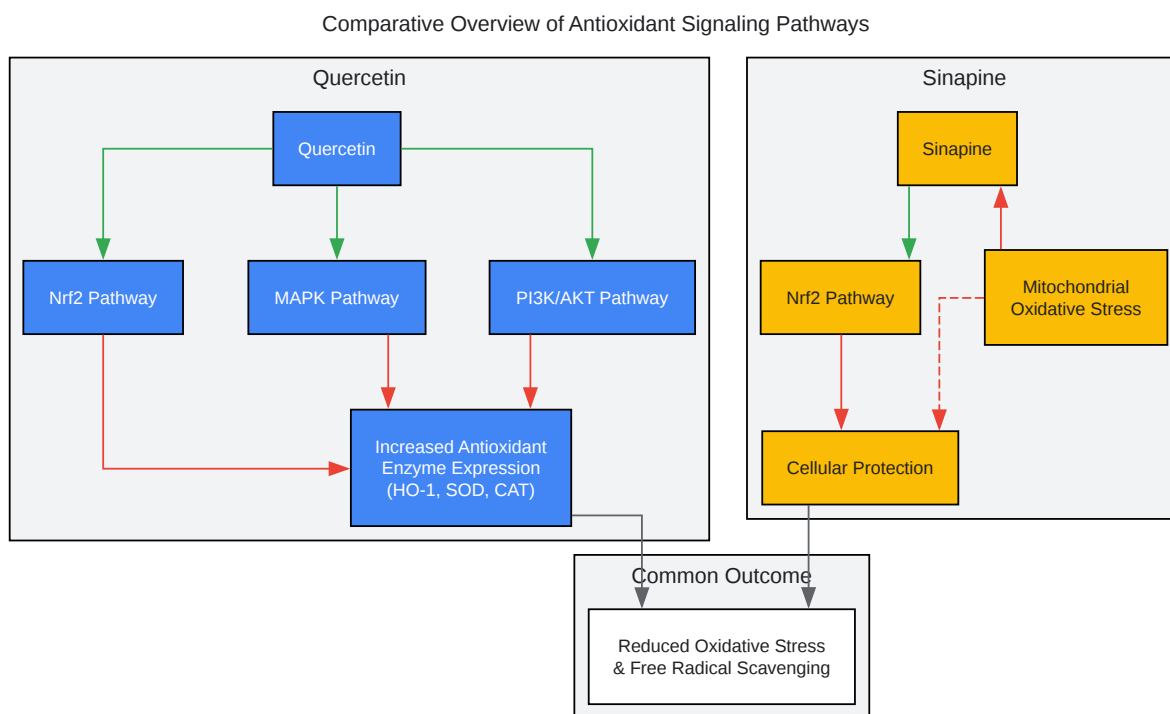 Comparative Overview of Antioxidant Signaling Pathways
Quercetin
Quercetin
Nrf2 Pathway
MAPK Pathway
PI3K/AKT Pathway
Increased Antioxidant
Enzyme Expression
(HO-1, SOD, CAT)
Sinapine
Sinapine
Nrf2 Pathway
Mitochondrial
Oxidative Stress
Cellular Protection
Common Outcome
Reduced Oxidative Stress
& Free Radical Scavenging